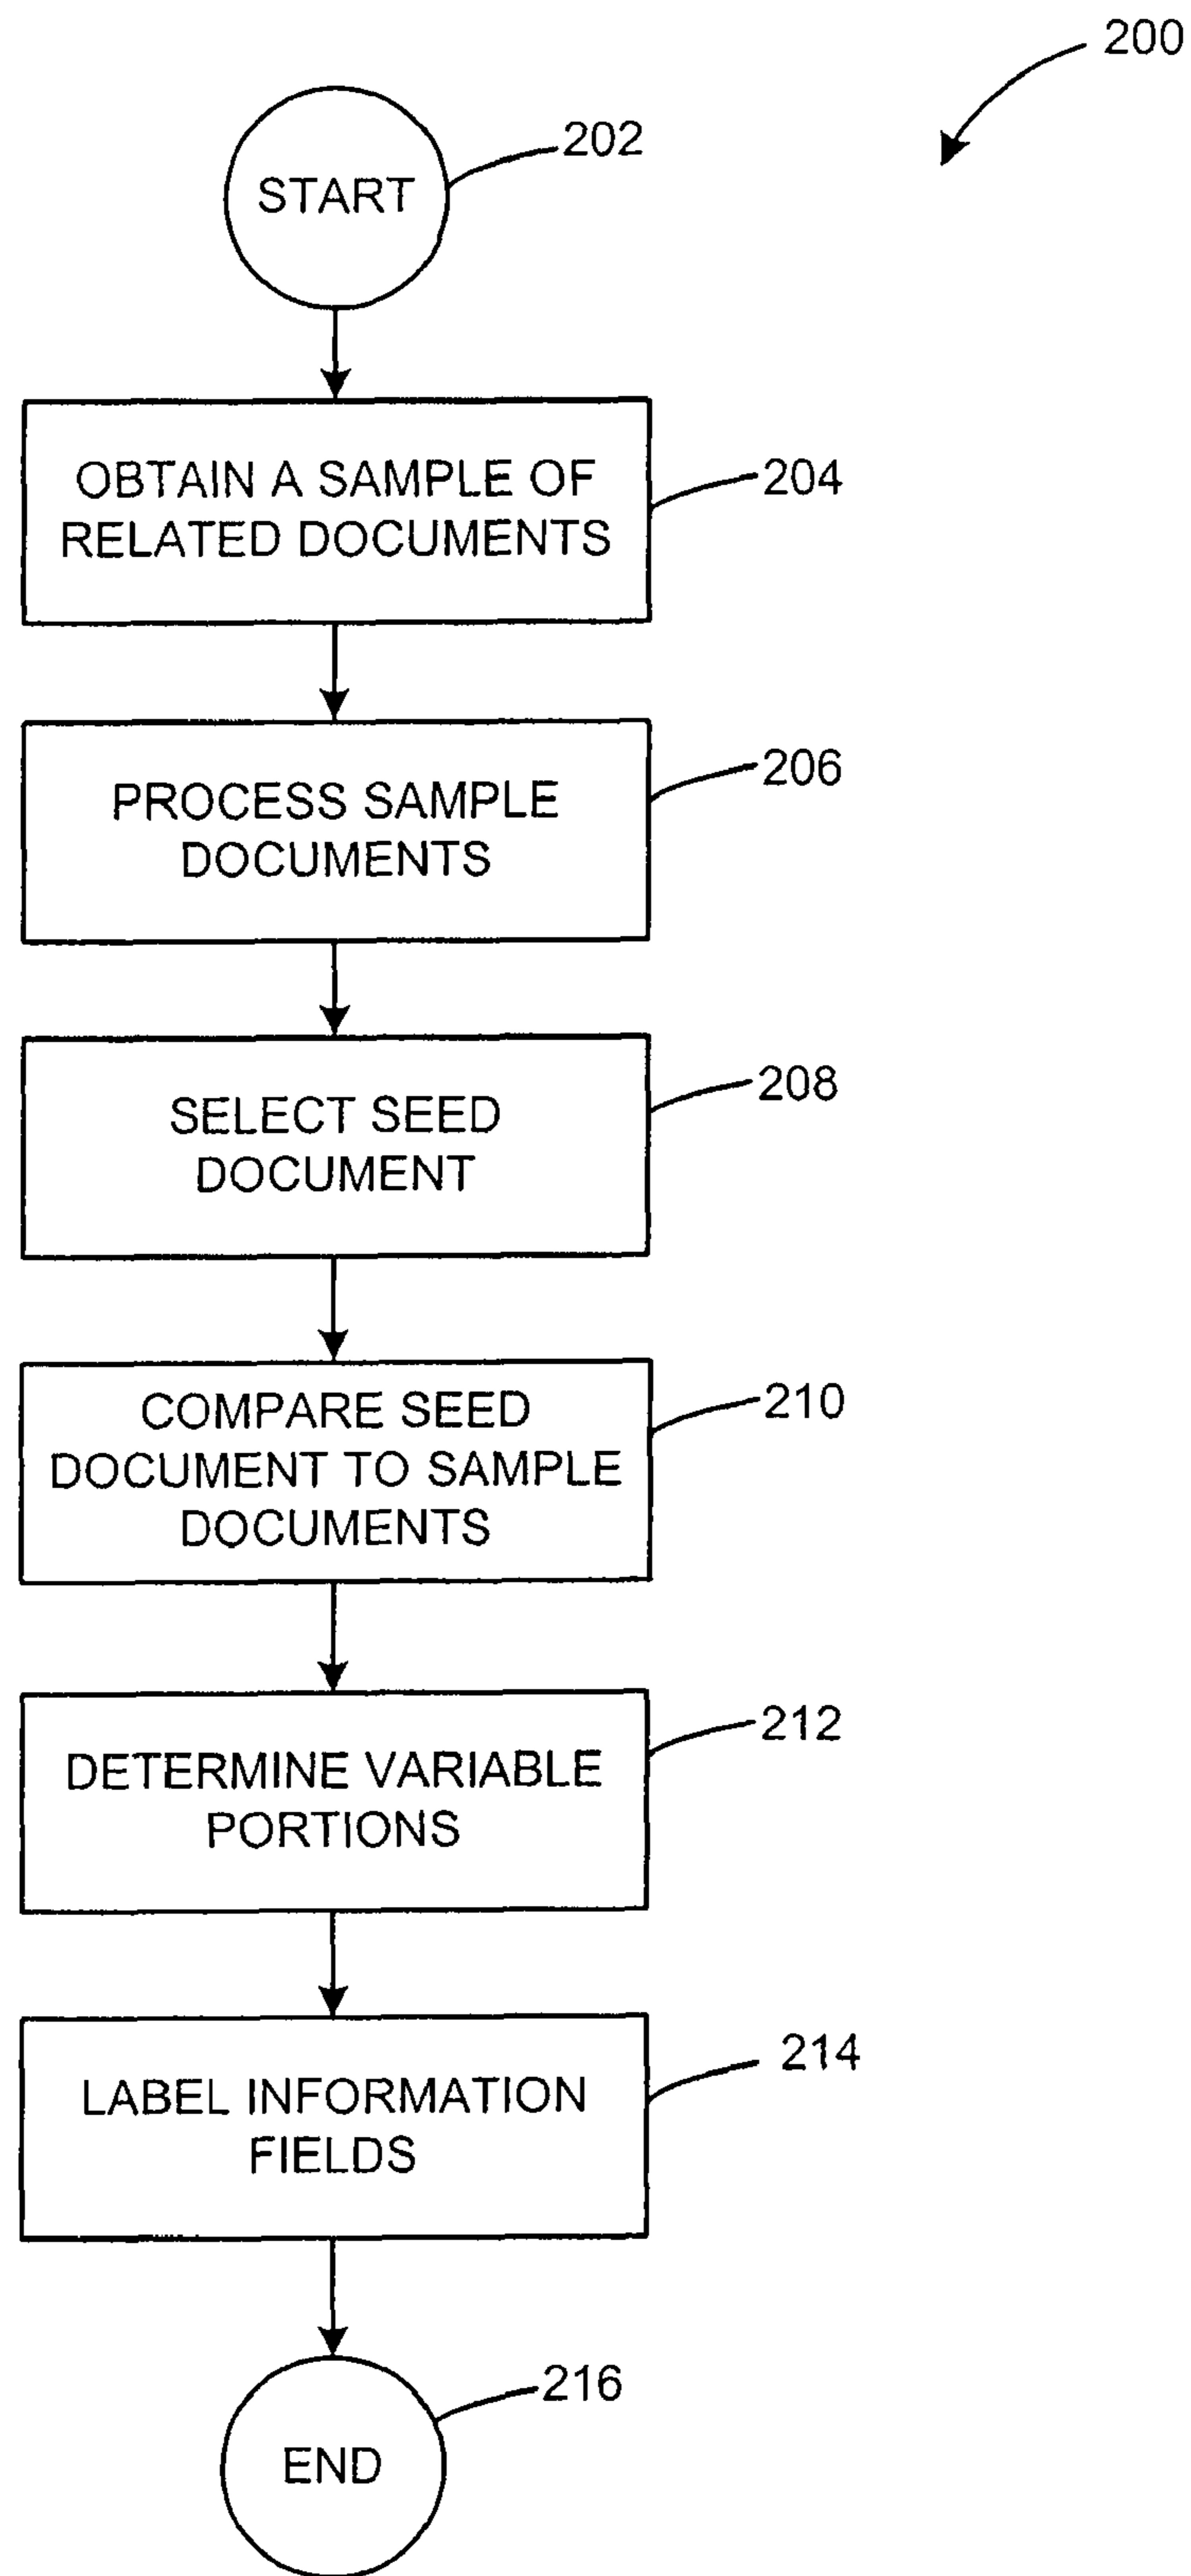 200
202
START
OBTAIN A SAMPLE OF
RELATED DOCUMENTS
204
PROCESS SAMPLE
DOCUMENTS
206
SELECT SEED
DOCUMENT
208
COMPARE SEED
DOCUMENT TO SAMPLE
DOCUMENTS
210
DETERMINE VARIABLE
PORTIONS
212
LABEL INFORMATION
FIELDS
214
216
END